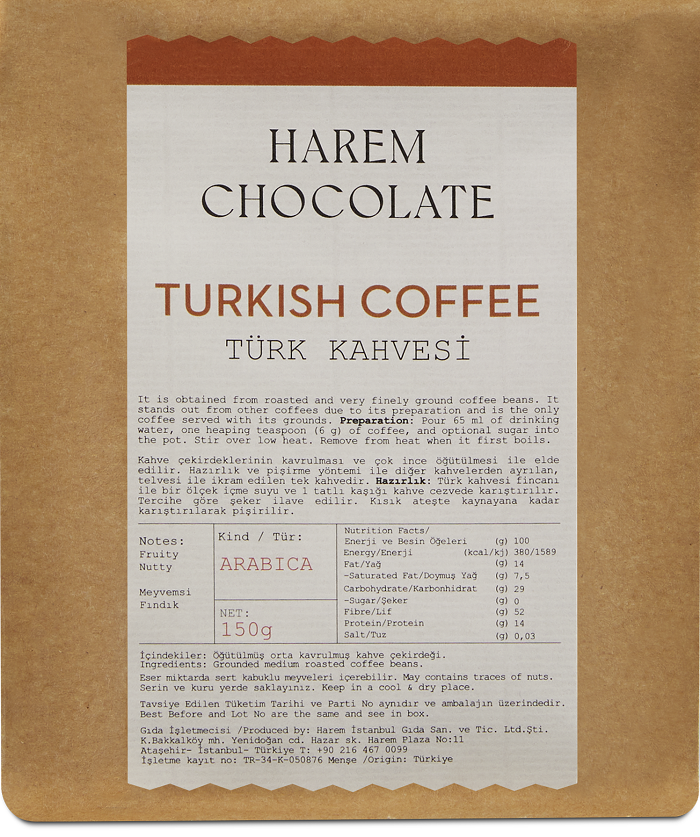 HAREM
CHOCOLATE
TURKISH COFFEE
TÜRK KAHVESİ
It is obtained from roasted and very finely ground coffee beans. It
stands out from other coffees due to its preparation and is the only
coffee served with its grounds. Preparation: Pour 65 ml of drinking
water, one heaping teaspoon (6 g) of coffee, and optional sugar into
the pot. Stir over low heat. Remove from heat when it first boils.
Kahve çekirdeklerinin kavrulması ve çok ince öğütülmesi ile elde
edilir. Hazırlık ve pişirme yöntemi ile diğer kahvelerden ayrılan,
telvesi ile ikram edilen tek kahvedir. Hazırlık: Türk kahvesi fincanı
ile bir ölçek içme suyu ve 1 tatlı kaşığı kahve cezvede karıştırılır.
Tercihe göre şeker ilave edilir. Kısık ateşte kaynayana kadar
karıştırılarak pişirilir.
Notes:
Fruity
Nutty
Meyvemsi
Fındık
Kind / Tür:
ARABICA
NET:
150g
Nutrition Facts/
Enerji ve Besin Öğeleri (g) 100
Energy/Enerji (kcal/kj) 380/1589
Fat/Yağ (g) 14
-Saturated Fat/Doymuş Yağ (g) 7,5
Carbohydrate/Karbonhidrat (g) 29
-Sugar/Şeker (g) 0
Fibre/Lif (g) 52
Protein/Protein (g) 14
Salt/Tuz (g) 0,03
İçindekiler: Öğütülmüş orta kavrulmuş kahve çekirdeği.
Ingredients: Grounded medium roasted coffee beans.
Eser miktarda sert kabuklu meyveleri içerebilir. May contains traces of nuts.
Serin ve kuru yerde saklayınız. Keep in a cool & dry place.
Tavsiye Edilen Tüketim Tarihi ve Parti No aynıdır ve ambalajın üzerindedir.
Best Before and Lot No are the same and see in box.
Gıda İşletmecisi /Produced by: Harem İstanbul Gıda San. ve Tic. Ltd.Şti.
K.Bakkalköy mh. Yenidoğan cd. Hazar sk. Harem Plaza No:11
Ataşehir- İstanbul- Türkiye T: +90 216 467 0099
İşletme kayıt no: TR-34-K-050876 Menşe /Origin: Türkiye